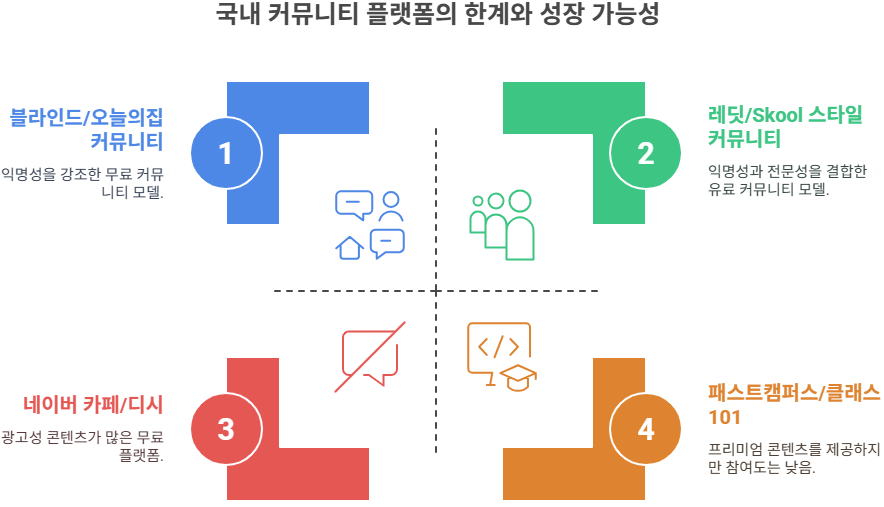 국내 커뮤니티 플랫폼의 한계와 성장 가능성
블라인드/오늘의집
커뮤니티
1
익명성을 강조한 무료 커뮤
니티 모델.
레딧/Skool 스타일
커뮤니티
2
익명성과 전문성을 결합한
유료 커뮤니티 모델.
네이버 카페/디시
3
광고성 콘텐츠가 많은 무료
플랫폼.
패스트캠퍼스/클래스
101
4
프리미엄 콘텐츠를 제공하지
만 참여도는 낮음.